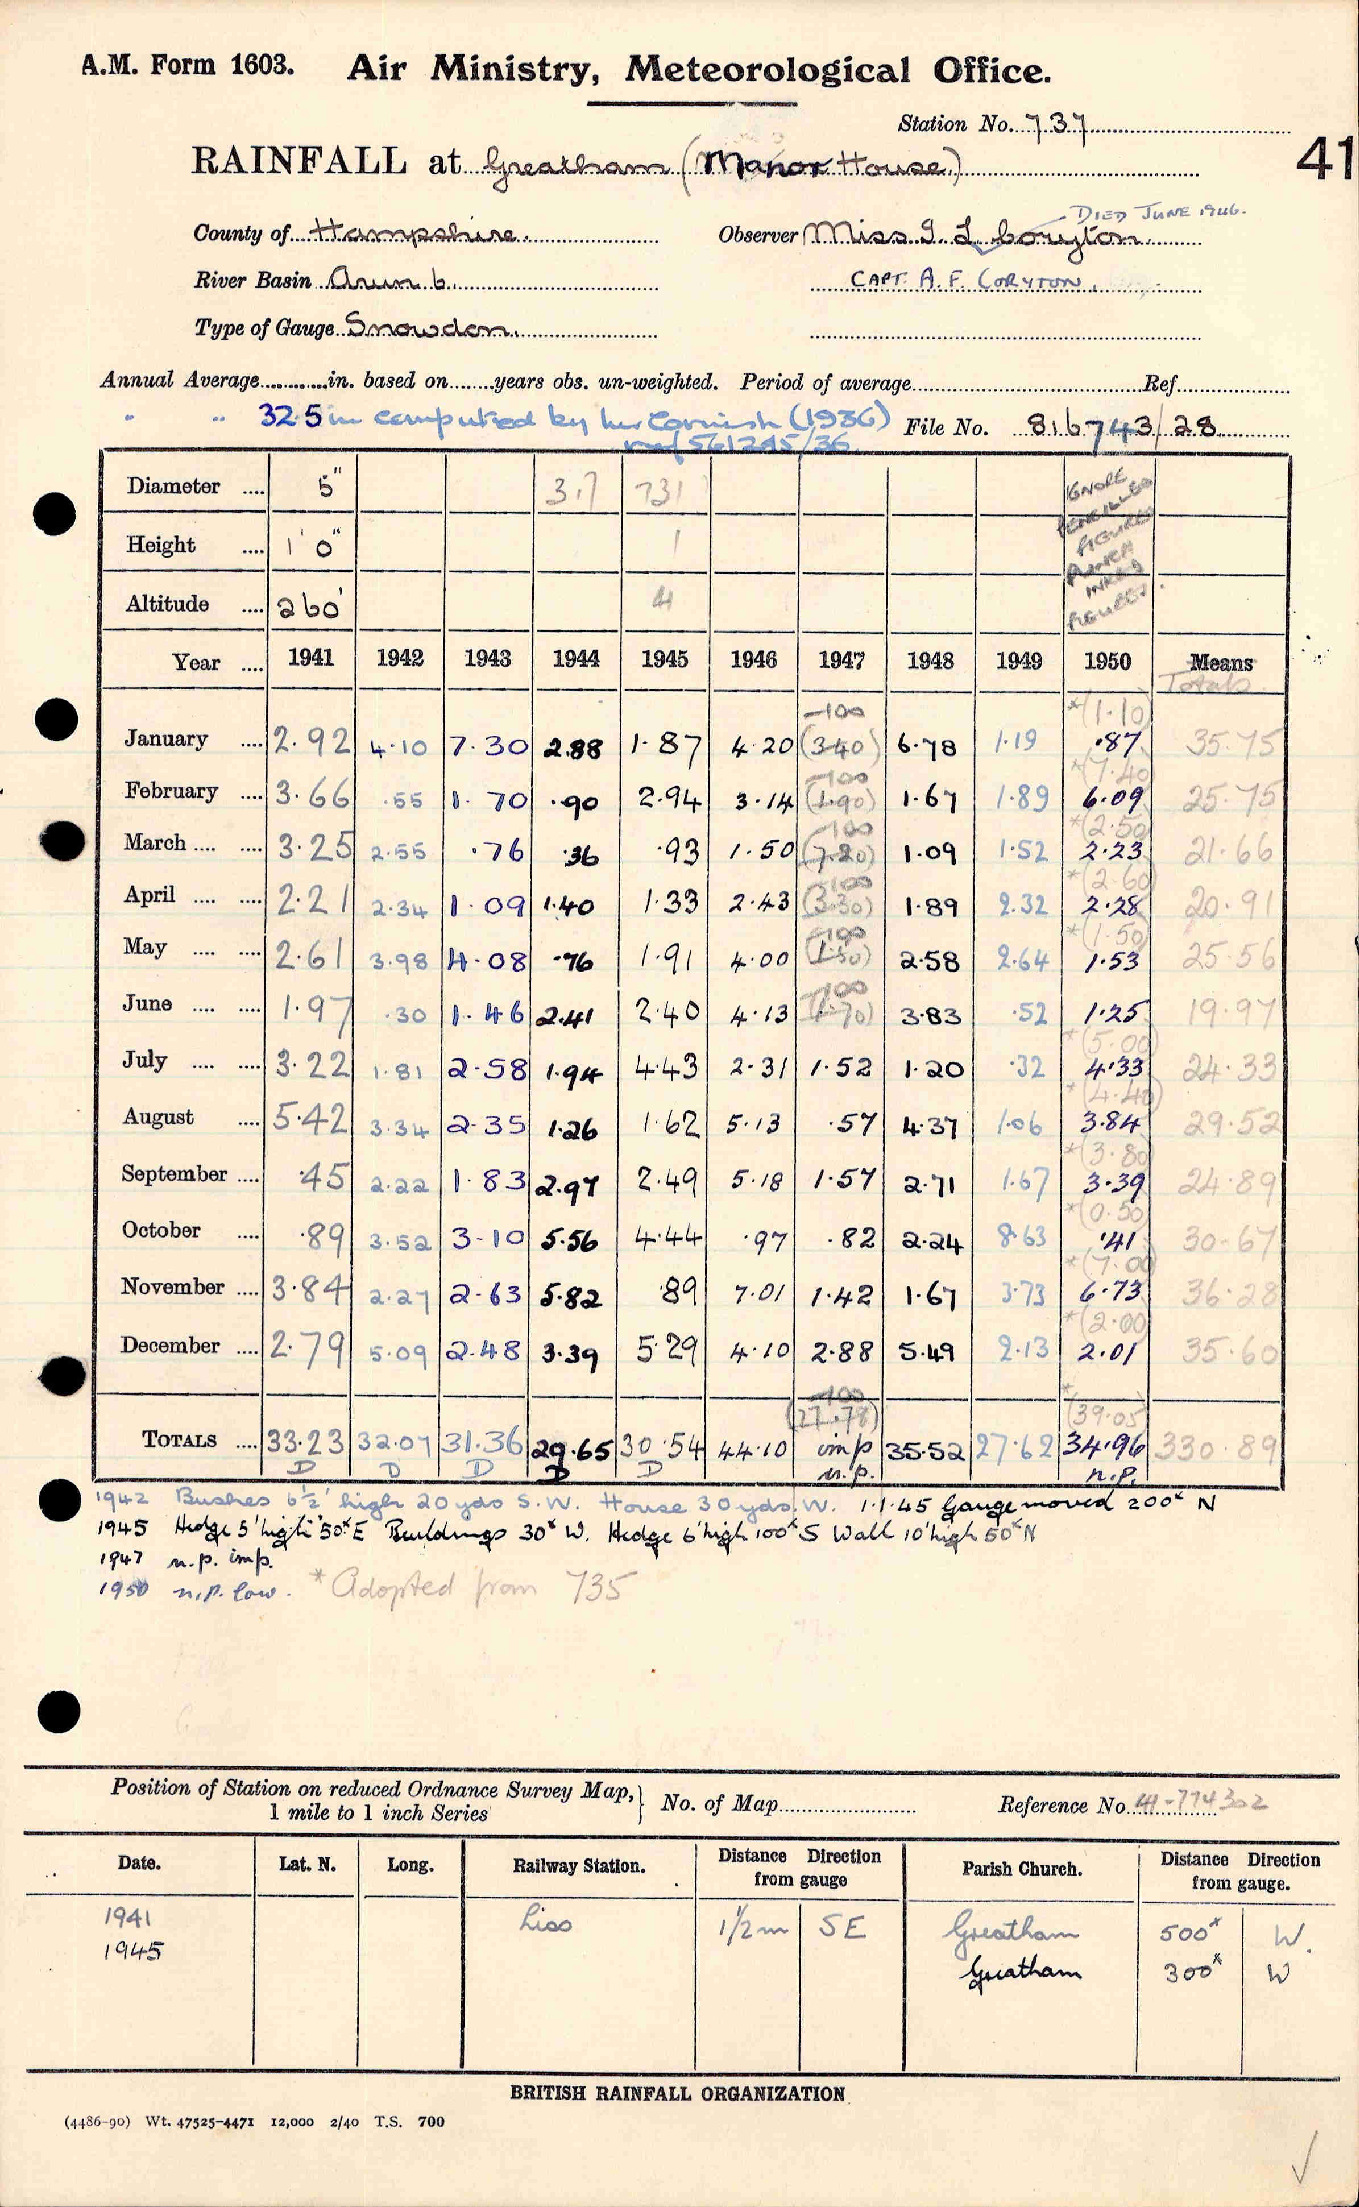 A.M. Form 1603. Air Ministry, Meteorological Office.
Station No. 737
41
RAINFALL at Greatham (Manor House)
DIED JUNE 1946.
County of Hampshire. Observer Miss I L Coryton
River Basin Arun b. CAPT. A. F. CORYTON.
Type of Gauge Snowdon.
Annual Average in. based on years obs. un-weighted. Period of average Ref.
" " 32.5 in computed by Cornish (1936) File No. 816743/28
ref 561245/36
Diameter .... 5" 3.7 731 IGNORE PENCILLED FIGURES PUNCH INKED FIGURES.
Height .... 1' 0" 1
Altitude .... 260' 4
Year .... 1941 1942 1943 1944 1945 1946 1947 1948 1949 1950 Means
Totals
-100 *(1.10)
January .... 2.92 4.10 7.30 2.88 1.87 4.20 (3.40) 6.78 1.19 .87 35.75
-100 *(7.40)
February .... 3.66 .55 1.70 .90 2.94 3.14 (1.90) 1.67 1.89 6.09 25.75
-100 *(2.50)
March .... .... 3.25 2.55 .76 .36 .93 1.50 (7.20) 1.09 1.52 2.23 21.66
-100 *(2.60)
April .... .... 2.21 2.34 1.09 1.40 1.33 2.43 (3.30) 1.89 2.32 2.28 20.91
-100 *(1.50)
May .... .... 2.61 3.98 4.08 .76 1.91 4.00 (1.50) 2.58 2.64 1.53 25.56
-100
June .... .... 1.97 .30 1.46 2.41 2.40 4.13 (1.70) 3.83 .52 1.25 19.97
*(5.00)
July .... .... 3.22 1.81 2.58 1.94 4.43 2.31 1.52 1.20 .32 4.33 24.33
*(4.40)
August .... 5.42 3.34 2.35 1.26 1.62 5.13 .57 4.37 1.06 3.84 29.52
*(3.80)
September .... .45 2.22 1.83 2.97 2.49 5.18 1.57 2.71 1.67 3.39 24.89
*(0.50)
October .... .89 3.52 3.10 5.56 4.44 .97 .82 2.24 8.63 .41 30.67
*(7.00)
November .... 3.84 2.27 2.63 5.82 .89 7.01 1.42 1.67 3.73 6.73 36.28
*(2.00)
December .... 2.79 5.09 2.48 3.39 5.29 4.10 2.88 5.49 2.13 2.01 35.60
-100 *
(27.78) (39.05)
TOTALS .... 33.23 32.07 31.36 29.65 30.54 44.10 imp 35.52 27.62 34.96 330.89
D D D D D n.p. n.p.
1942 Bushes 6½' high 20 yds S.W. House 30 yds. W. 1.1.45 Gauge moved 200x N
1945 Hedge 5' high 50x E Buildings 30x W. Hedge 6' high 100x S Wall 10' high 50x N
1947 n.p. imp.
1950 n.p. low. * Adopted from 735
Position of Station on reduced Ordnance Survey Map, 1 mile to 1 inch Series } No. of Map Reference No. 41-774302
Date. Lat. N. Long. Railway Station. Distance Direction from gauge Parish Church. Distance Direction from gauge.
1941 Liss 1½m SE Greatham 500x W.
1945 Greatham 300x W
BRITISH RAINFALL ORGANIZATION
(4486-90) Wt. 47525-4471 12,000 2/40 T.S. 700